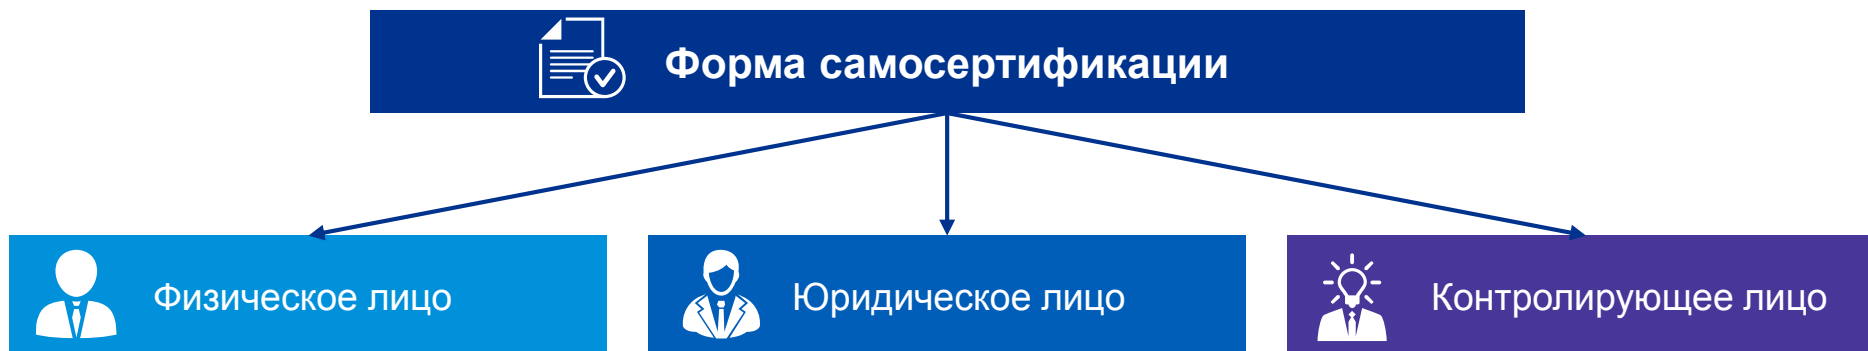 Форма самосертификации
Физическое лицо
Юридическое лицо
Контролирующее лицо